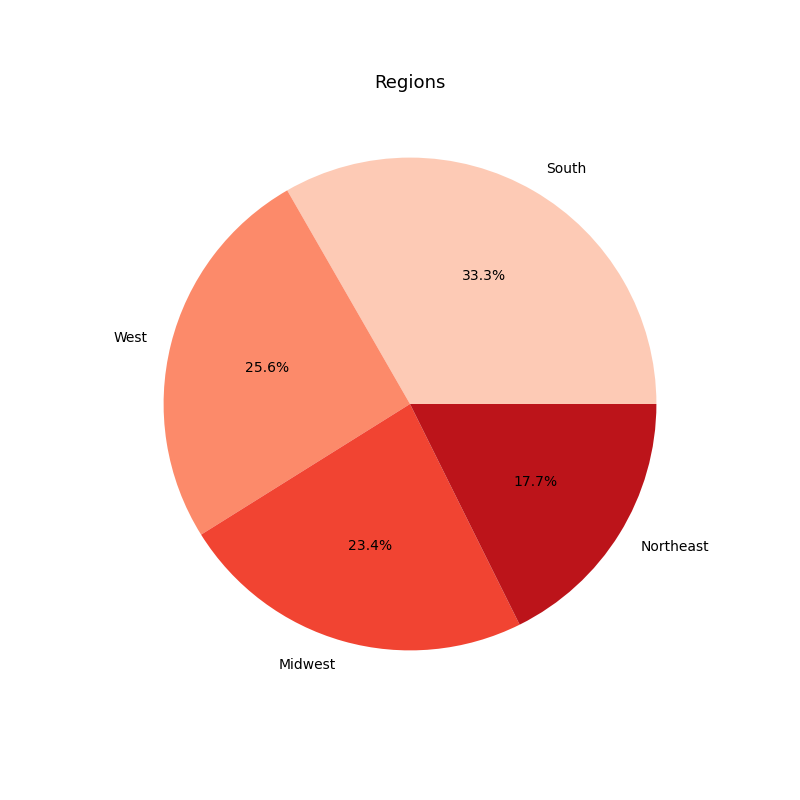 Regions
South
33.3%
West
25.6%
23.4%
Midwest
17.7%
Northeast